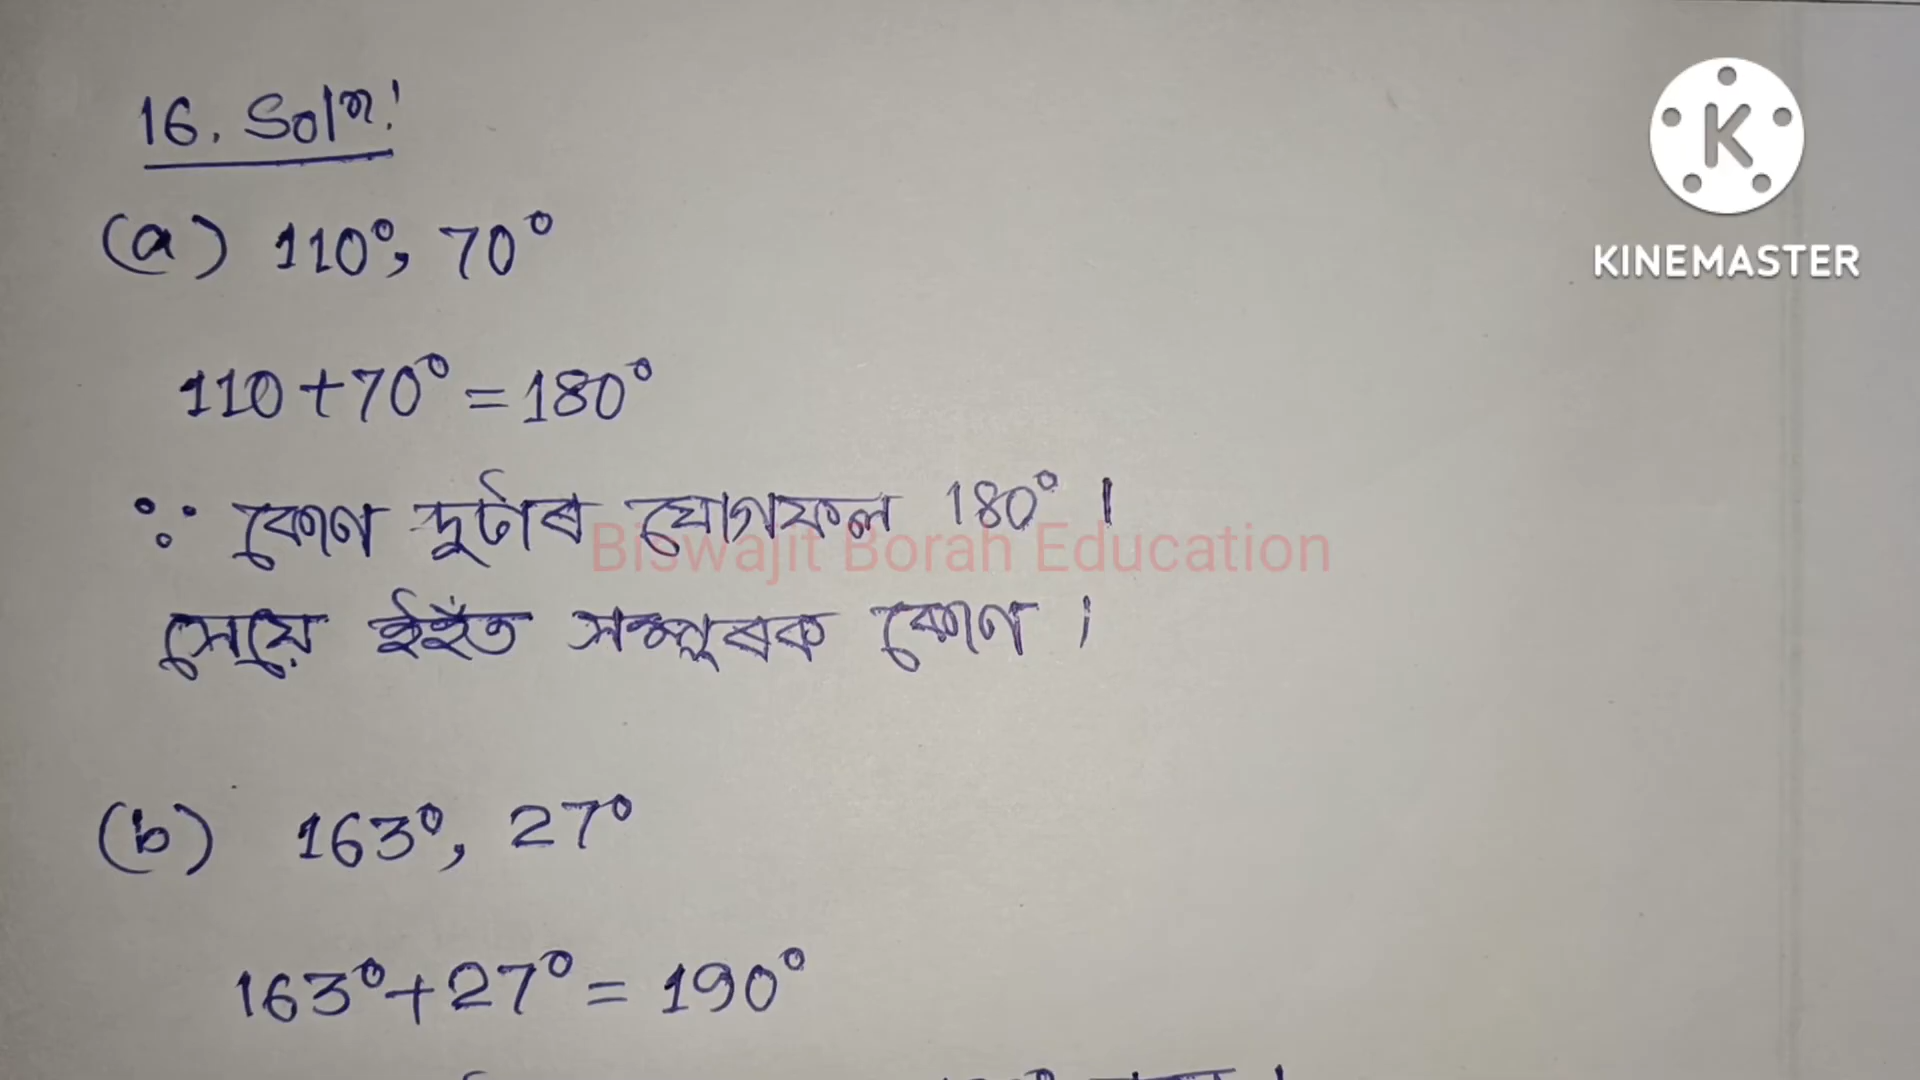 16. Solⁿ!
K
(a) 110°, 70°
KINEMASTER
110+70° = 180°
∵ কোণ দুটাৰ যোগফল 180° ।
Biswajit Borah Education
সেয়ে ইহঁত সম্পূৰক কোণ ।
(b) 163°, 27°
163°+27° = 190°